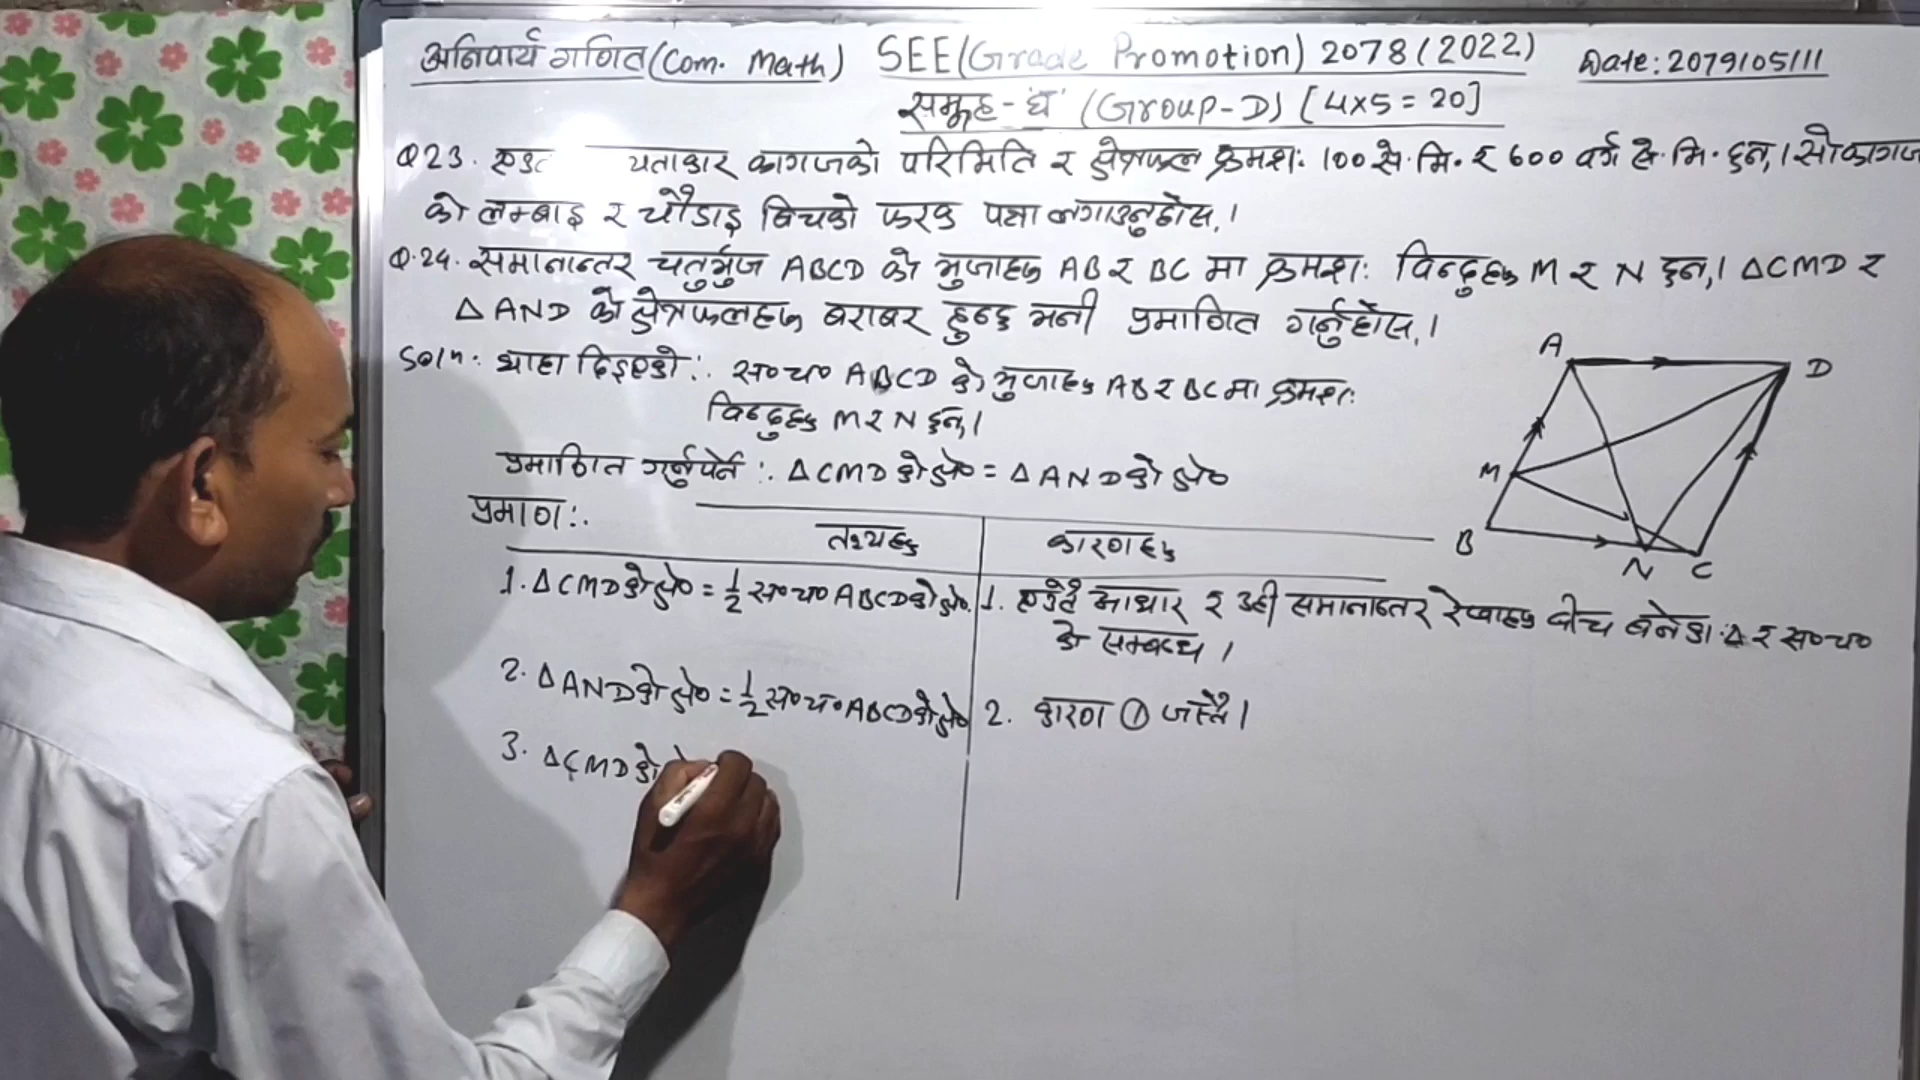 अनिवार्य गणित (Com. Math) SEE (Grade Promotion) 2078 (2022) Date: 2079/05/11
समूह-'घ' (Group-D) [4x5 = 20]
Q23. यताकार कागजको परिमिति र क्षेत्रफल क्रमशः 100 से.मि. र 600 वर्ग से.मि. छन् । सो कागज
को लम्बाइ र चौडाइ बिचको फरक पत्ता लगाउनुहोस् ।
Q.24. समानान्तर चतुर्भुज ABCD को भुजाहरू AB र BC मा क्रमशः विन्दुहरू M र N छन् । ΔCMD र
ΔAND को क्षेत्रफलहरू बराबर हुन्छ भनी प्रमाणित गर्नुहोस् ।
Soln: थाहा दिइएको :. स०च० ABCD को भुजाहरू AB र BC मा क्रमशः
विन्दुहरू M र N छन् ।
प्रमाणित गर्नुपर्ने :. ΔCMD को क्षे० = ΔAND को क्षे०
प्रमाण :.
तथ्यहरू कारणहरू
1. ΔCMD को क्षे० = 1/2 स०च० ABCD को क्षे०. 1. एउटै आधार र उही समानान्तर रेखाहरू बीच बनेका Δ र स०च०
को सम्बन्ध ।
2. ΔAND को क्षे० = 1/2 स०च० ABCD को क्षे० 2. कारण ① जस्तै ।
3. ΔCMD को
A D M B N C